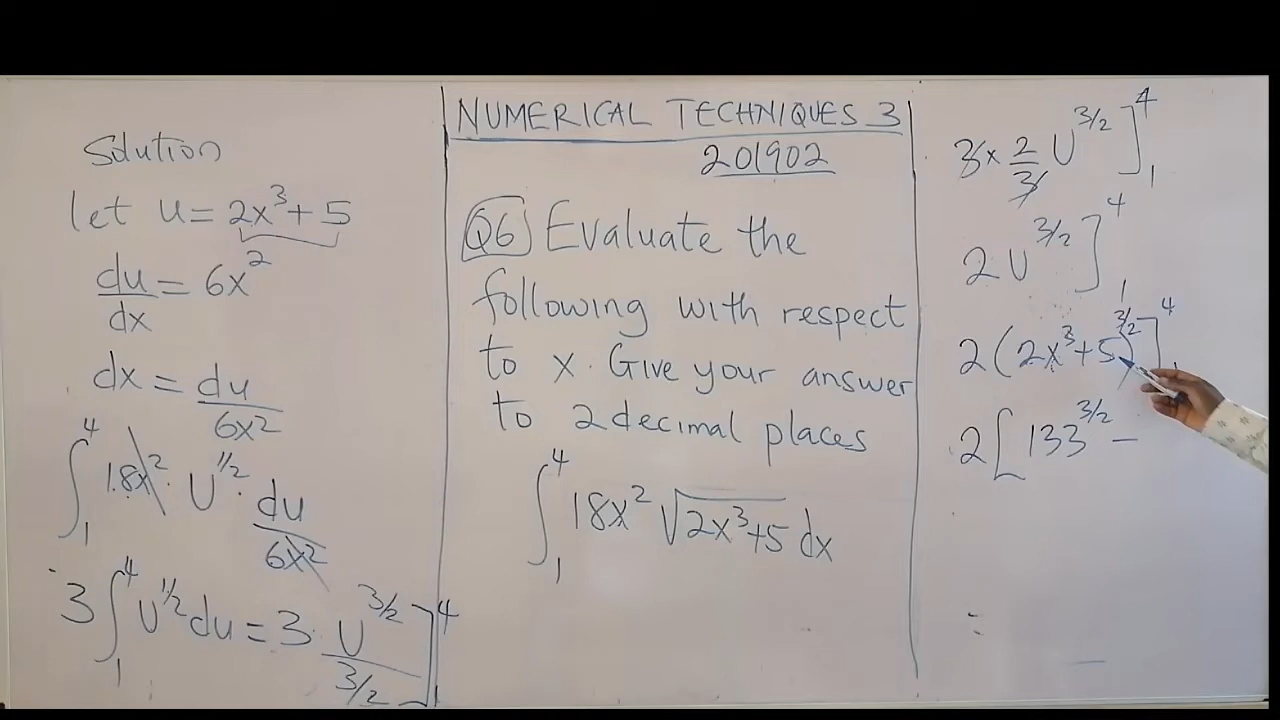 NUMERICAL TECHNIQUES 3
201902
Q6 Evaluate the
following with respect
to x. Give your answer
to 2 decimal places
∫₁⁴ 18x² √(2x³+5) dx
Solution
let u = 2x³ + 5
du/dx = 6x²
dx = du/6x²
∫₁⁴ 18x² · U^(1/2) · du/6x²
3 ∫₁⁴ U^(1/2) du = 3 · U^(3/2)/(3/2) ]₁⁴
3 × 2/3 U^(3/2) ]₁⁴
2 U^(3/2) ]₁⁴
2 (2x³+5)^(3/2) ]₁⁴
2 [ 133^(3/2) −
=